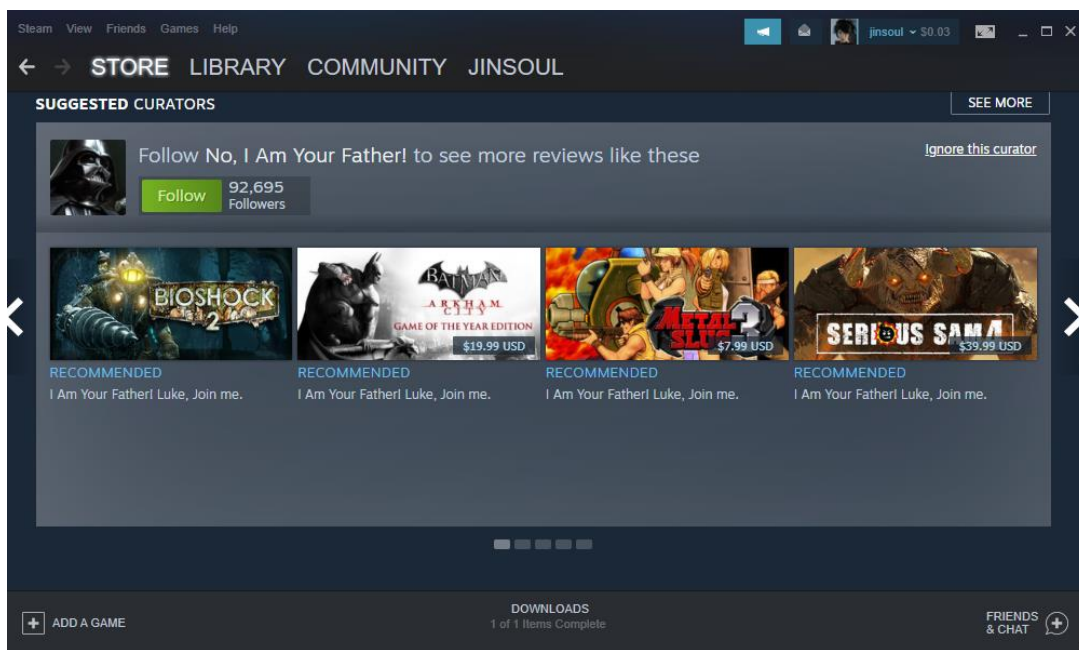 Steam View Friends Games Help
jinsoul $0.03
STORE LIBRARY COMMUNITY JINSOUL
SUGGESTED CURATORS
SEE MORE
Follow No, I Am Your Father! to see more reviews like these
Ignore this curator
Follow
92,695
Followers
BIOSHOCK
2
BATMAN
ARKHAM
CITY
GAME OF THE YEAR EDITION
$19.99 USD
METAL
SLUG 3
$7.99 USD
SERIOUS SAM 4
$39.99 USD
RECOMMENDED
I Am Your Father! Luke, Join me.
RECOMMENDED
I Am Your Father! Luke, Join me.
RECOMMENDED
I Am Your Father! Luke, Join me.
RECOMMENDED
I Am Your Father! Luke, Join me.
ADD A GAME
DOWNLOADS
1 of 1 Items Complete
FRIENDS
& CHAT